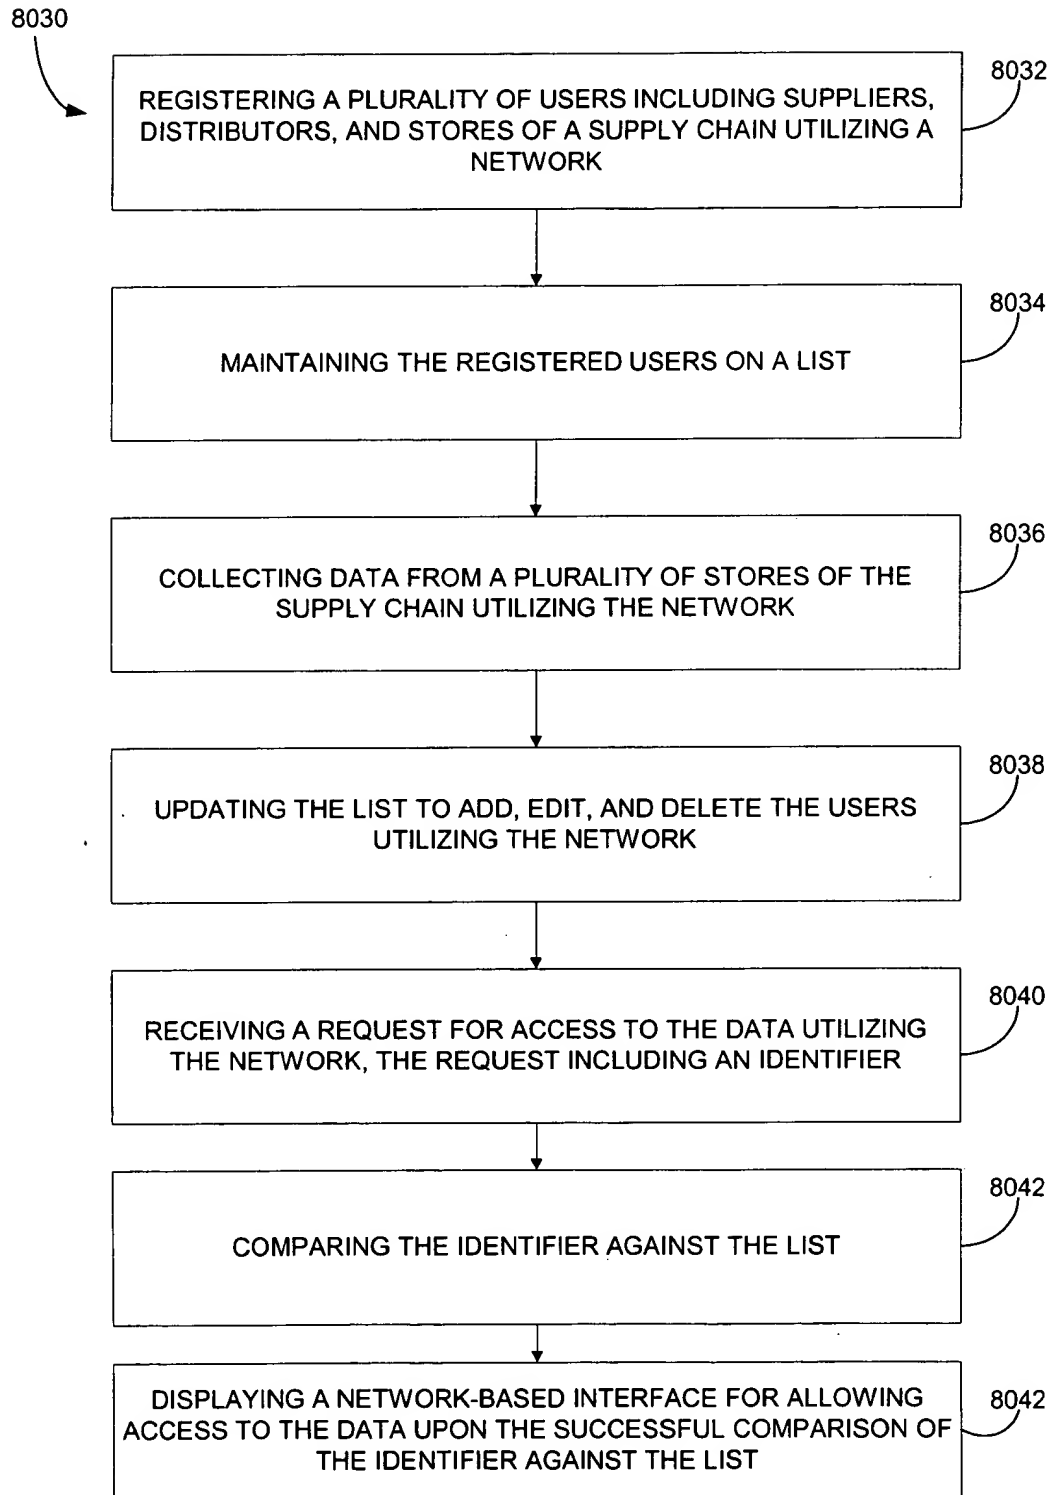 8030
8032
REGISTERING A PLURALITY OF USERS INCLUDING SUPPLIERS,
DISTRIBUTORS, AND STORES OF A SUPPLY CHAIN UTILIZING A
NETWORK
8034
MAINTAINING THE REGISTERED USERS ON A LIST
8036
COLLECTING DATA FROM A PLURALITY OF STORES OF THE
SUPPLY CHAIN UTILIZING THE NETWORK
8038
UPDATING THE LIST TO ADD, EDIT, AND DELETE THE USERS
UTILIZING THE NETWORK
8040
RECEIVING A REQUEST FOR ACCESS TO THE DATA UTILIZING
THE NETWORK, THE REQUEST INCLUDING AN IDENTIFIER
8042
COMPARING THE IDENTIFIER AGAINST THE LIST
8042
DISPLAYING A NETWORK-BASED INTERFACE FOR ALLOWING
ACCESS TO THE DATA UPON THE SUCCESSFUL COMPARISON OF
THE IDENTIFIER AGAINST THE LIST